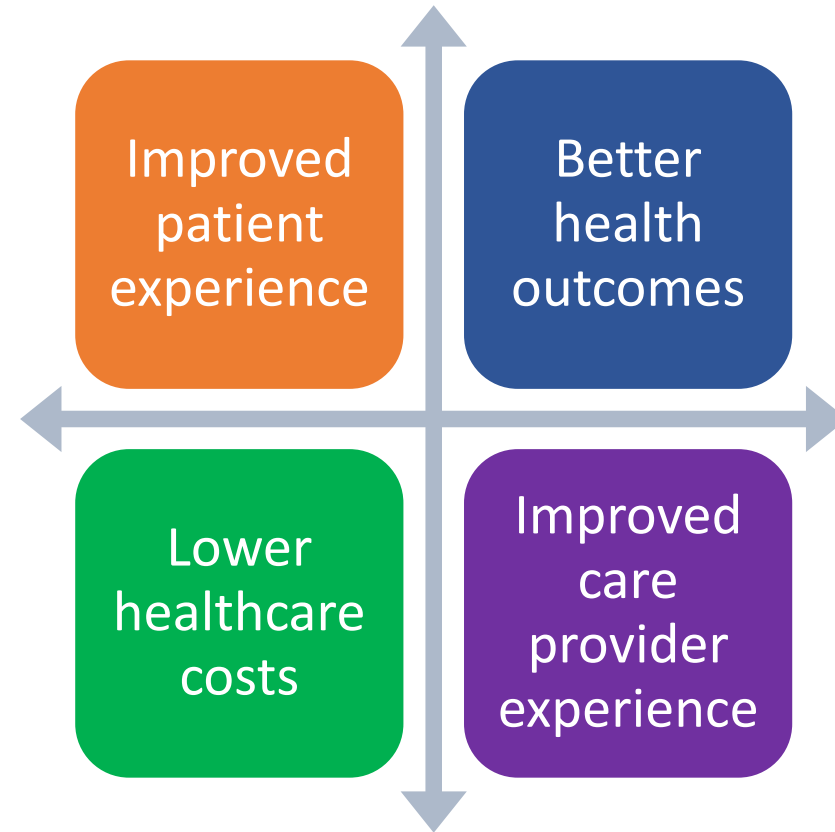 Improved
patient
experience
Better
health
outcomes
Lower
healthcare
costs
Improved
care
provider
experience